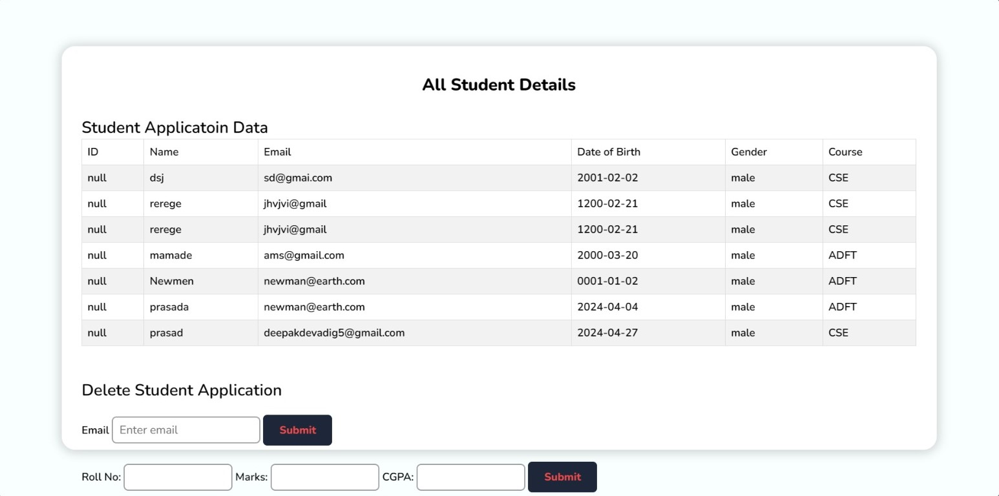 All Student Details
Student Applicatoin Data
ID Name Email Date of Birth Gender Course
null dsj sd@gmai.com 2001-02-02 male CSE
null rerege jhvjvi@gmail 1200-02-21 male CSE
null rerege jhvjvi@gmail 1200-02-21 male CSE
null mamade ams@gmail.com 2000-03-20 male ADFT
null Newmen newman@earth.com 0001-01-02 male ADFT
null prasada newman@earth.com 2024-04-04 male ADFT
null prasad deepakdevadig5@gmail.com 2024-04-27 male CSE
Delete Student Application
Email Enter email Submit
Roll No: Marks: CGPA: Submit